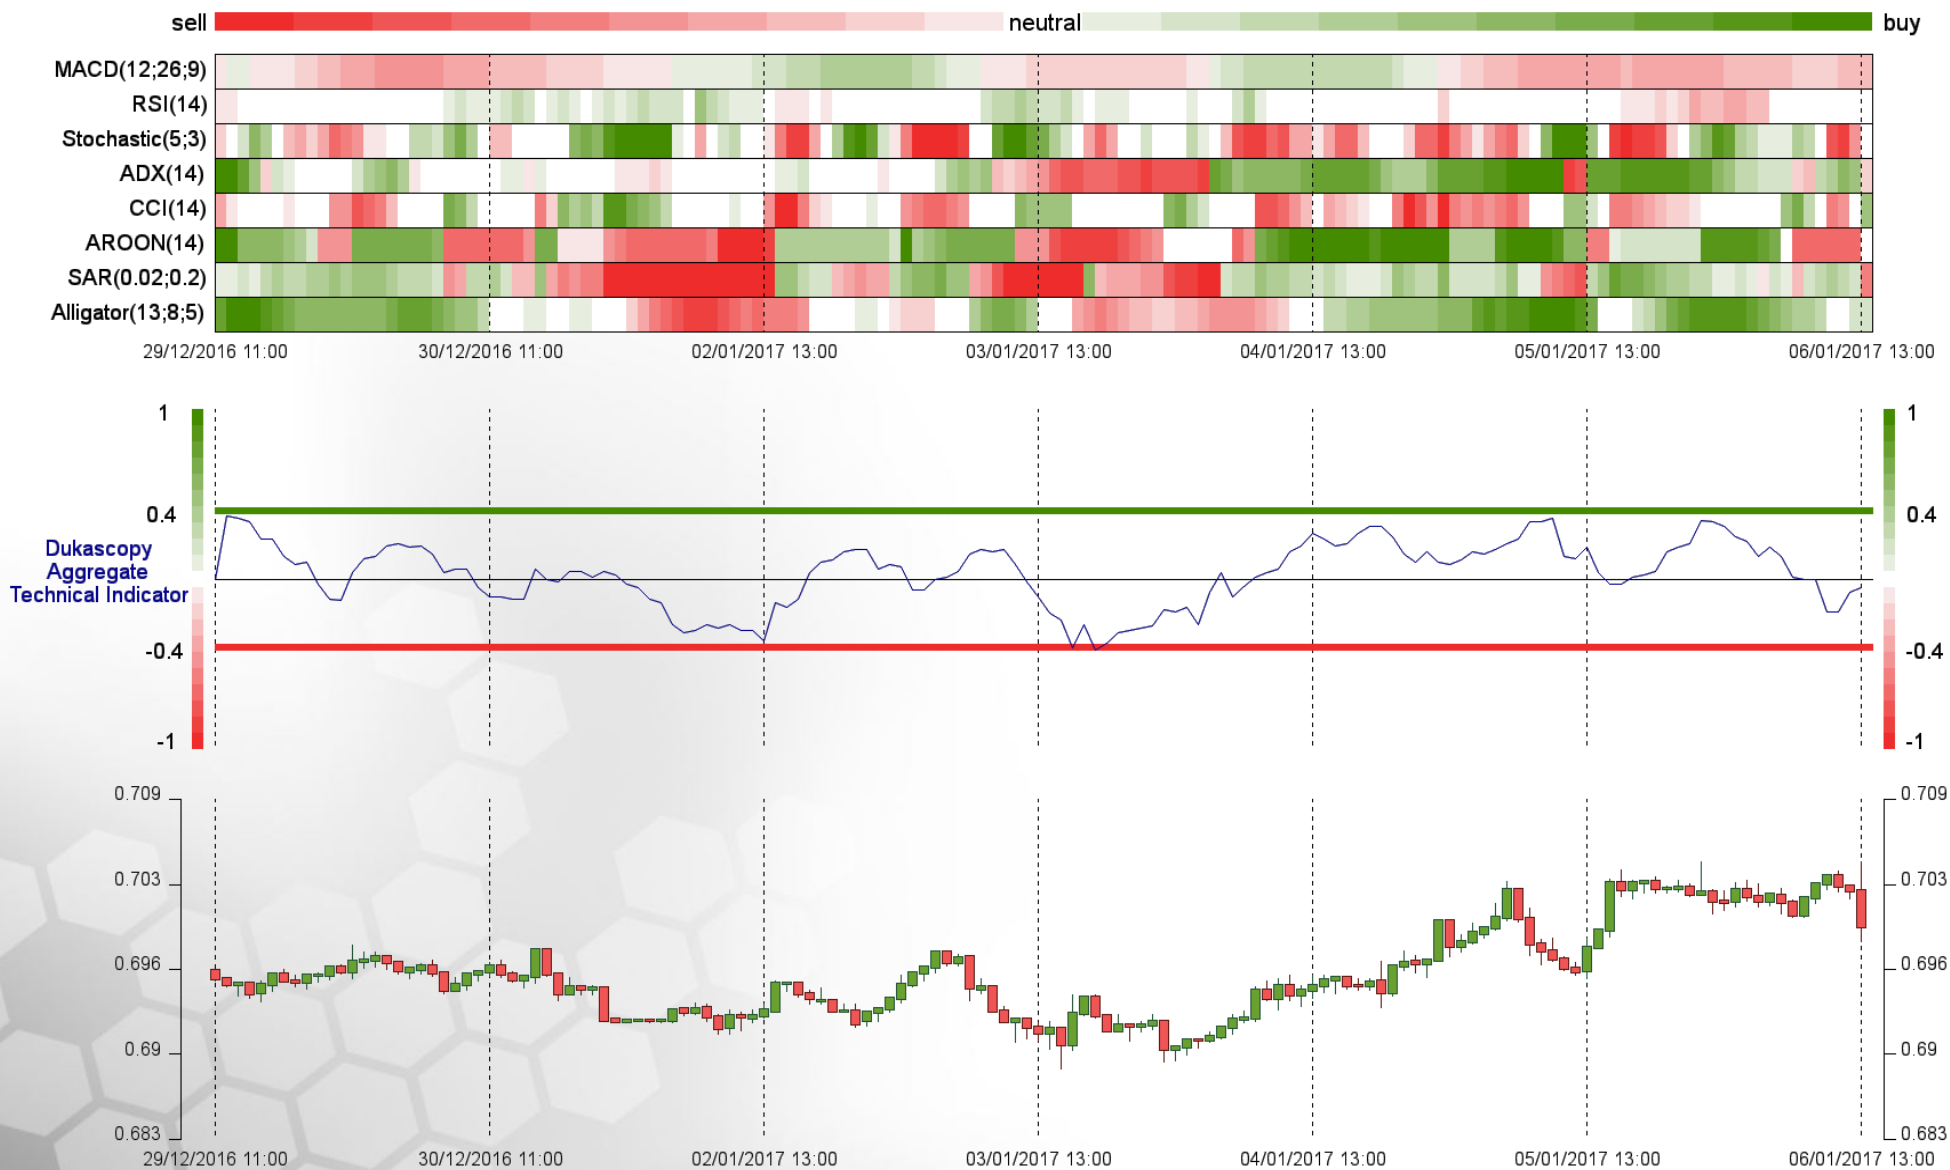 sell neutral buy
MACD(12;26;9)
RSI(14)
Stochastic(5;3)
ADX(14)
CCI(14)
AROON(14)
SAR(0.02;0.2)
Alligator(13;8;5)
29/12/2016 11:00 30/12/2016 11:00 02/01/2017 13:00 03/01/2017 13:00 04/01/2017 13:00 05/01/2017 13:00 06/01/2017 13:00
1 1
0.4 0.4
Dukascopy
Aggregate
Technical Indicator
-0.4 -0.4
-1 -1
0.709 0.709
0.703 0.703
0.696 0.696
0.69 0.69
0.683 0.683
29/12/2016 11:00 30/12/2016 11:00 02/01/2017 13:00 03/01/2017 13:00 04/01/2017 13:00 05/01/2017 13:00 06/01/2017 13:00